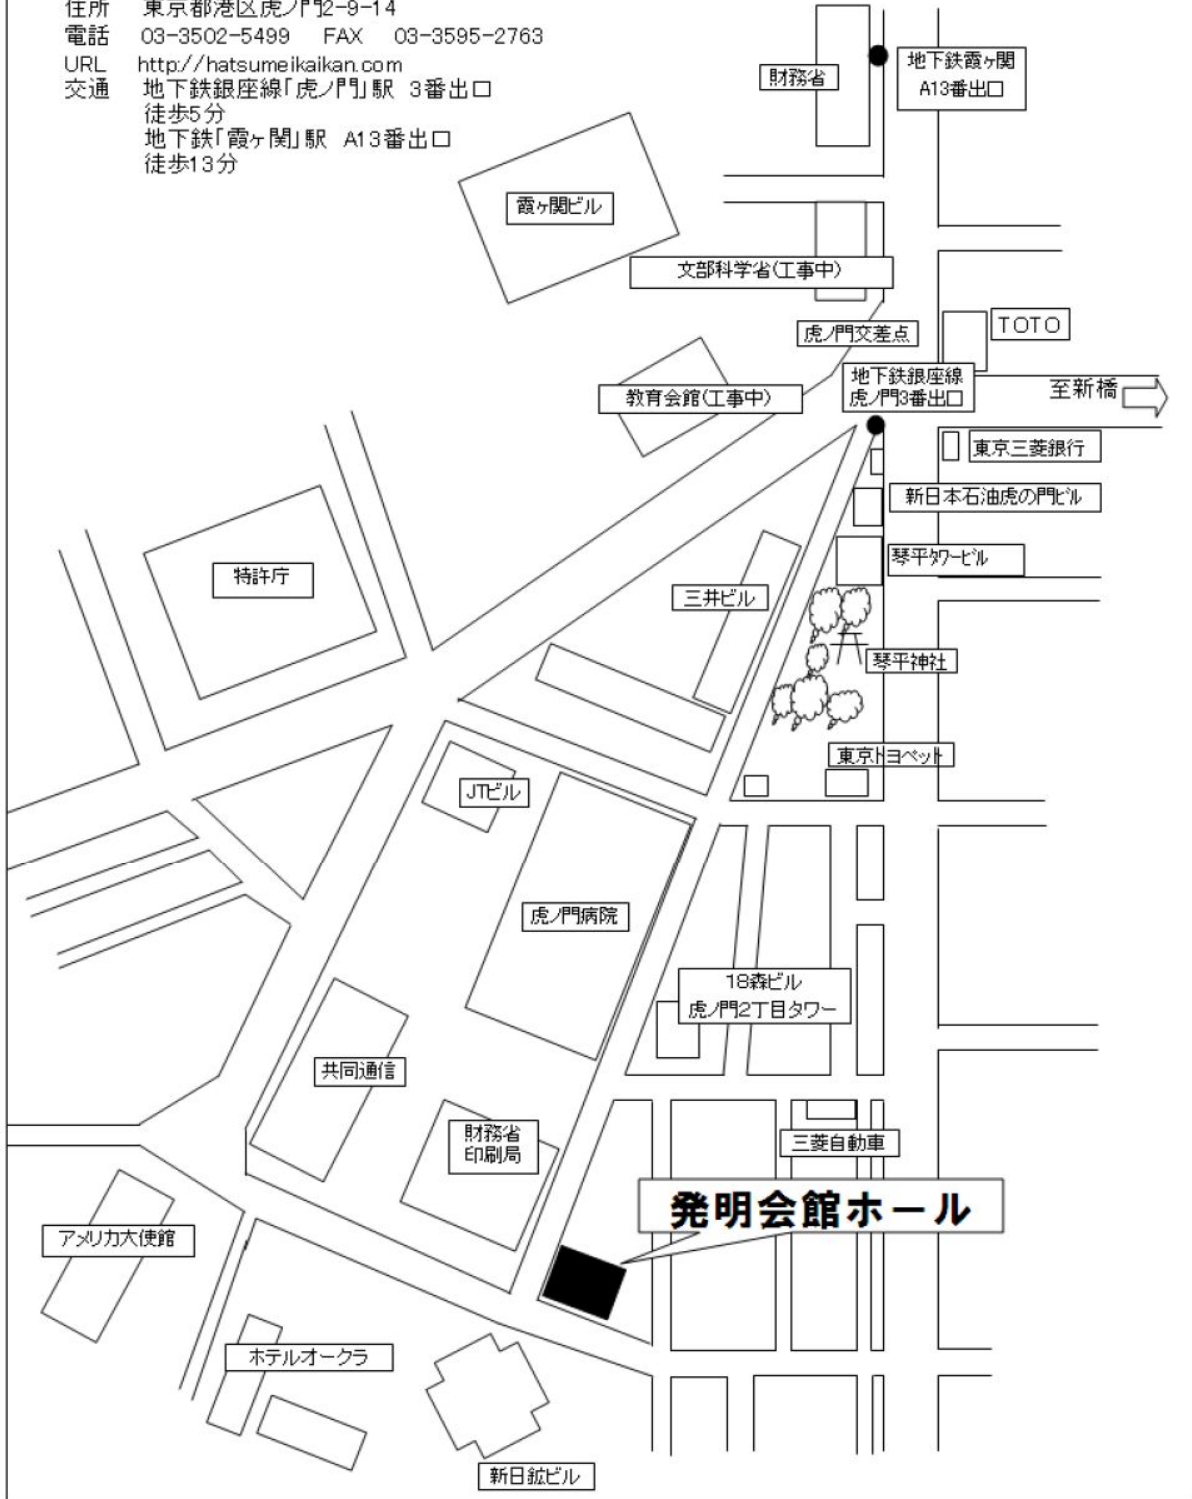 住所 東京都港区虎ノ門2-9-14
電話 03-3502-5499 FAX 03-3595-2763
URL http://hatsumeikaikan.com
交通 地下鉄銀座線「虎ノ門」駅 3番出口
徒歩5分
地下鉄「霞ヶ関」駅 A13番出口
徒歩13分
財務省
地下鉄霞ヶ関
A13番出口
霞ヶ関ビル
文部科学省(工事中)
虎ノ門交差点
TOTO
地下鉄銀座線
虎ノ門3番出口
至新橋
教育会館(工事中)
東京三菱銀行
新日本石油虎の門ビル
琴平タワービル
特許庁
三井ビル
琴平神社
東京トヨペット
JTビル
虎ノ門病院
18森ビル
虎ノ門2丁目タワー
共同通信
財務省
印刷局
三菱自動車
発明会館ホール
アメリカ大使館
ホテルオークラ
新日鉱ビル